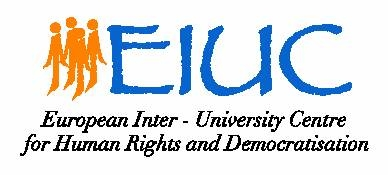 EIUC
European Inter - University Centre
for Human Rights and Democratisation